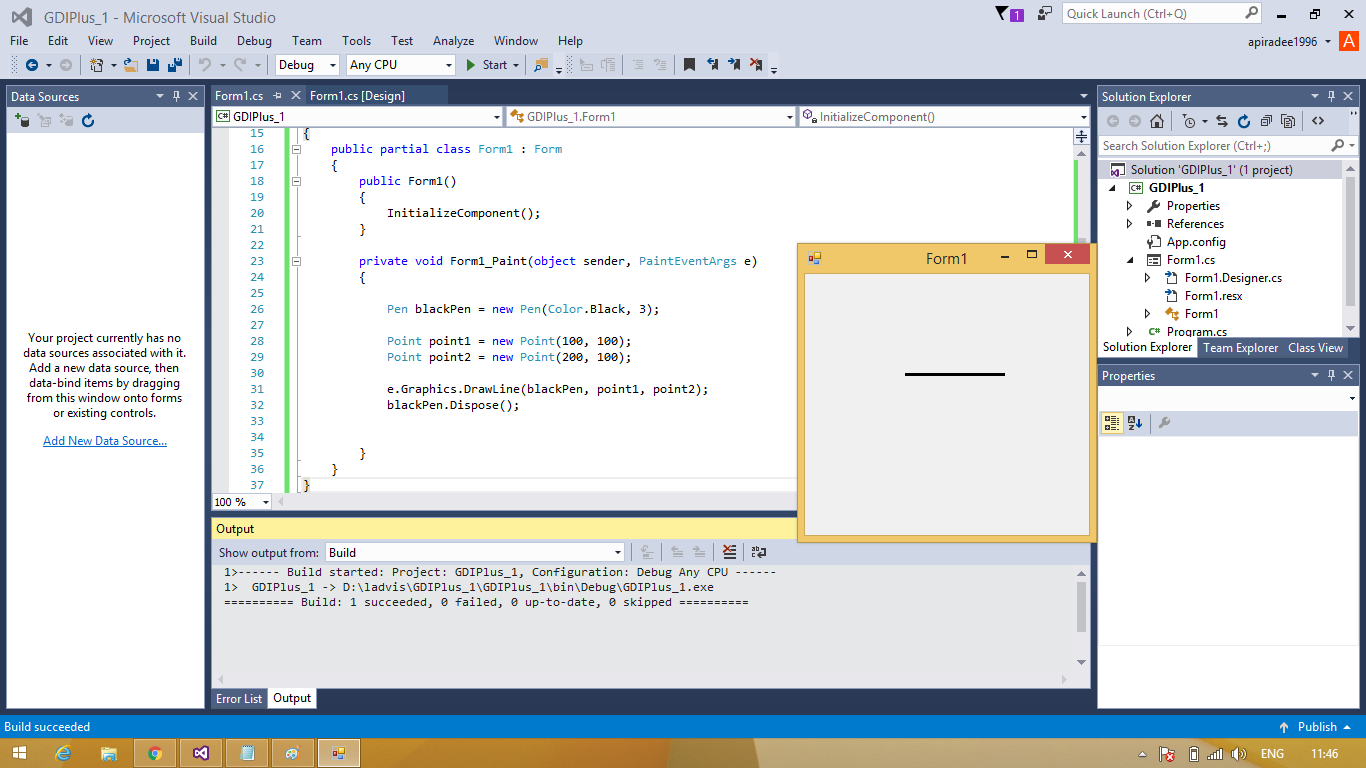 GDIPlus_1 - Microsoft Visual Studio
1
Quick Launch (Ctrl+Q)
File Edit View Project Build Debug Team Tools Test Analyze Window Help
apiradee1996 A
Debug Any CPU Start
Data Sources
Form1.cs Form1.cs [Design]
Solution Explorer
GDIPlus_1 GDIPlus_1.Form1 InitializeComponent()
Search Solution Explorer (Ctrl+;)
Solution 'GDIPlus_1' (1 project)
GDIPlus_1
Properties
References
App.config
Form1.cs
Form1.Designer.cs
Form1.resx
Form1
Program.cs
Solution Explorer Team Explorer Class View
Properties
15 {
16 public partial class Form1 : Form
17 {
18 public Form1()
19 {
20 InitializeComponent();
21 }
22
23 private void Form1_Paint(object sender, PaintEventArgs e)
24 {
25
26 Pen blackPen = new Pen(Color.Black, 3);
27
28 Point point1 = new Point(100, 100);
29 Point point2 = new Point(200, 100);
30
31 e.Graphics.DrawLine(blackPen, point1, point2);
32 blackPen.Dispose();
33
34
35 }
36 }
37 }
100 %
Form1
Your project currently has no
data sources associated with it.
Add a new data source, then
data-bind items by dragging
from this window onto forms
or existing controls.
Add New Data Source...
Output
Show output from: Build
1>------ Build started: Project: GDIPlus_1, Configuration: Debug Any CPU ------
1> GDIPlus_1 -> D:\ladvis\GDIPlus_1\GDIPlus_1\bin\Debug\GDIPlus_1.exe
========== Build: 1 succeeded, 0 failed, 0 up-to-date, 0 skipped ==========
Error List Output
Build succeeded
Publish
ENG 11:46